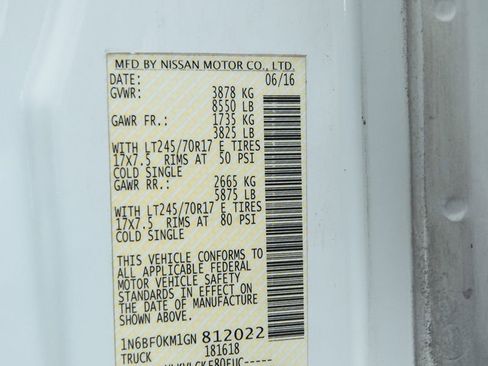 MFD BY NISSAN MOTOR CO., LTD.
DATE: 06/16
GVWR: 3878 KG
8550 LB
GAWR FR.: 1735 KG
3825 LB
WITH LT245/70R17 E TIRES
17x7.5 RIMS AT 50 PSI
COLD SINGLE
GAWR RR.: 2665 KG
5875 LB
WITH LT245/70R17 E TIRES
17x7.5 RIMS AT 80 PSI
COLD SINGLE
THIS VEHICLE CONFORMS TO
ALL APPLICABLE FEDERAL
MOTOR VEHICLE SAFETY
STANDARDS IN EFFECT ON
THE DATE OF MANUFACTURE
SHOWN ABOVE.
1N6BF0KM1GN 812022
TRUCK 181618